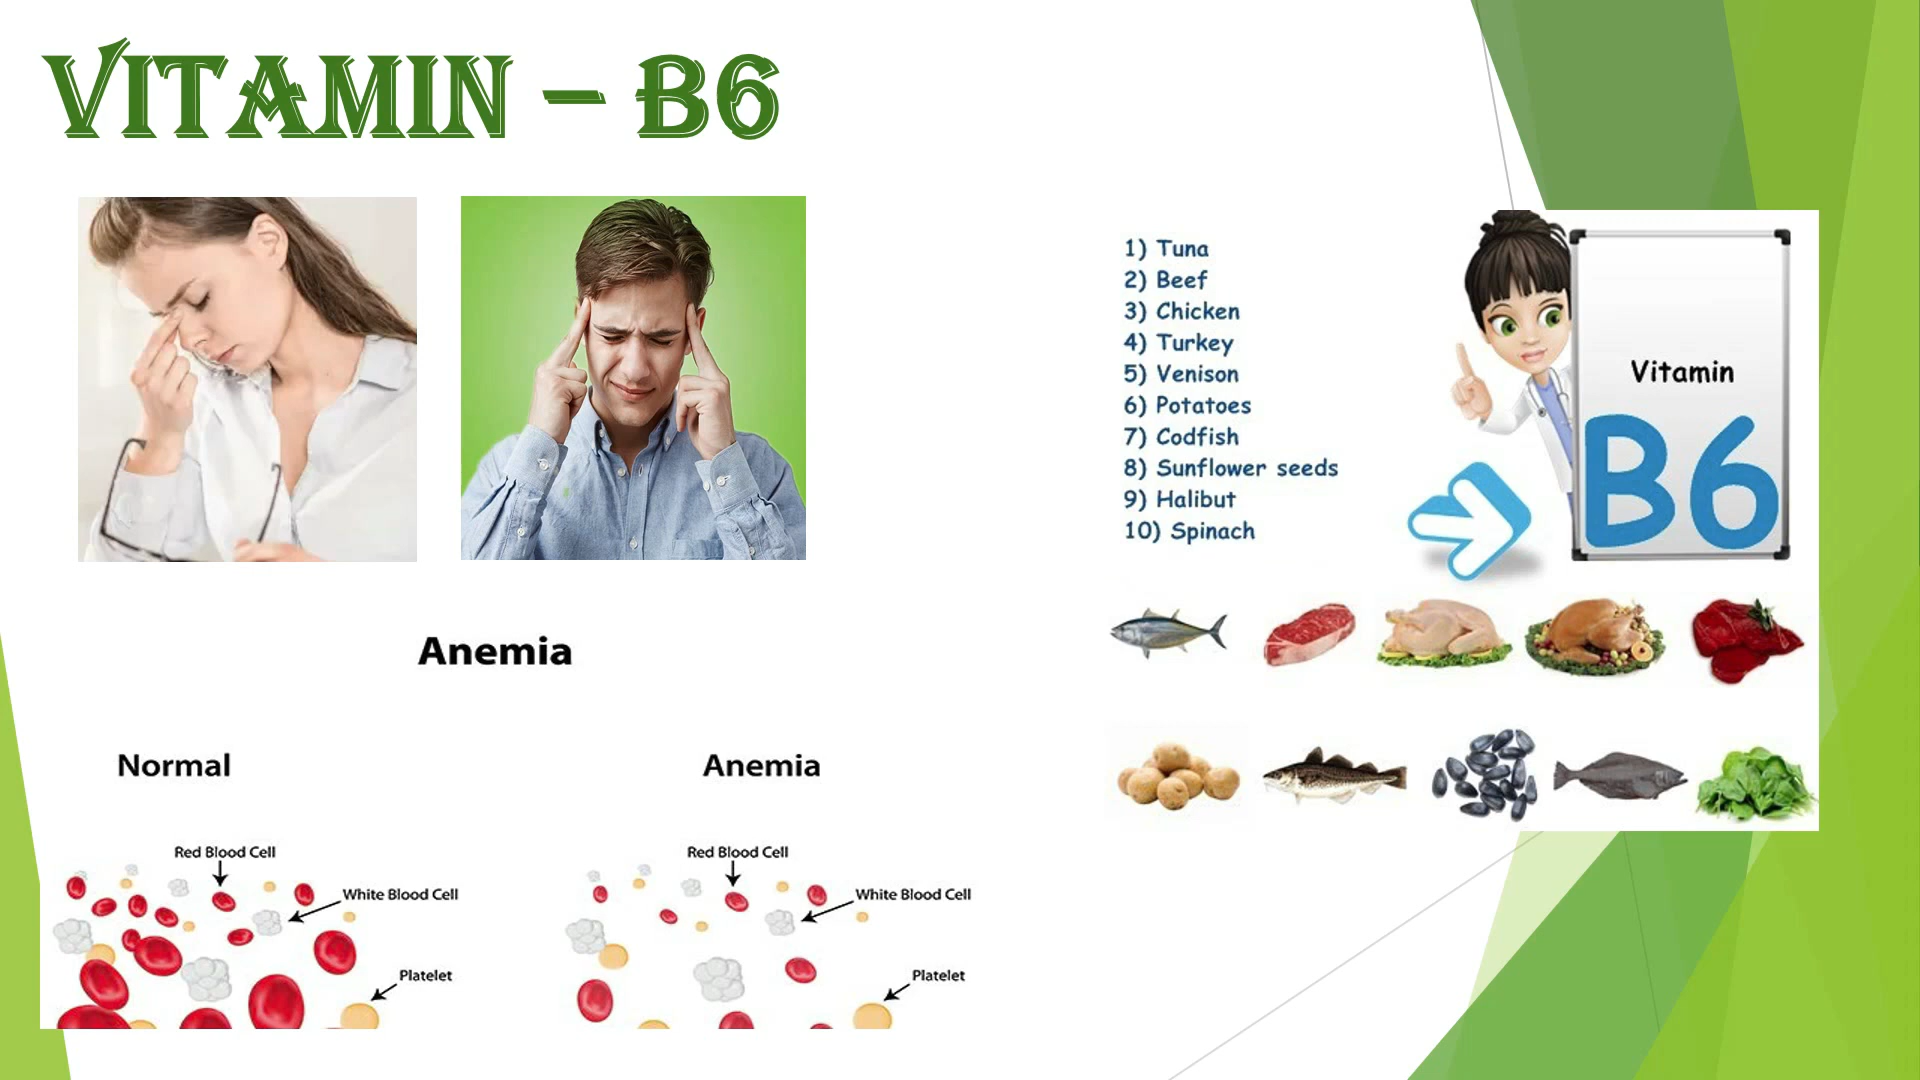 VITAMIN – B6
1) Tuna
2) Beef
3) Chicken
4) Turkey
5) Venison
6) Potatoes
7) Codfish
8) Sunflower seeds
9) Halibut
10) Spinach
Vitamin
B6
Anemia
Normal
Anemia
Red Blood Cell
White Blood Cell
Platelet
Red Blood Cell
White Blood Cell
Platelet